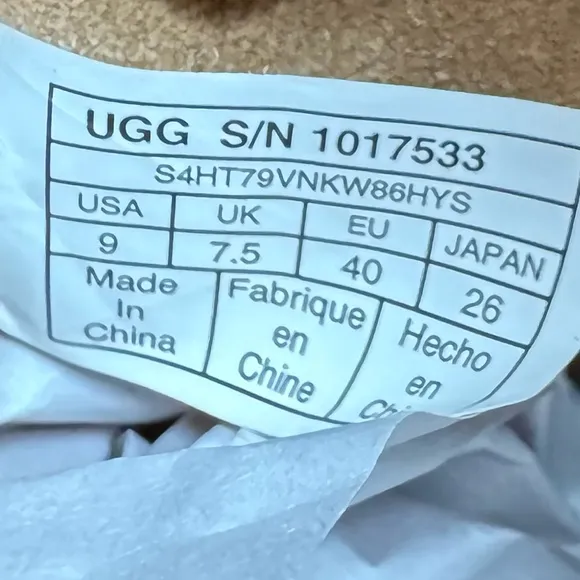 UGG S/N 1017533
S4HT79VNKW86HYS
USA UK EU JAPAN
9 7.5 40 26
Made In China
Fabrique en Chine
Hecho en